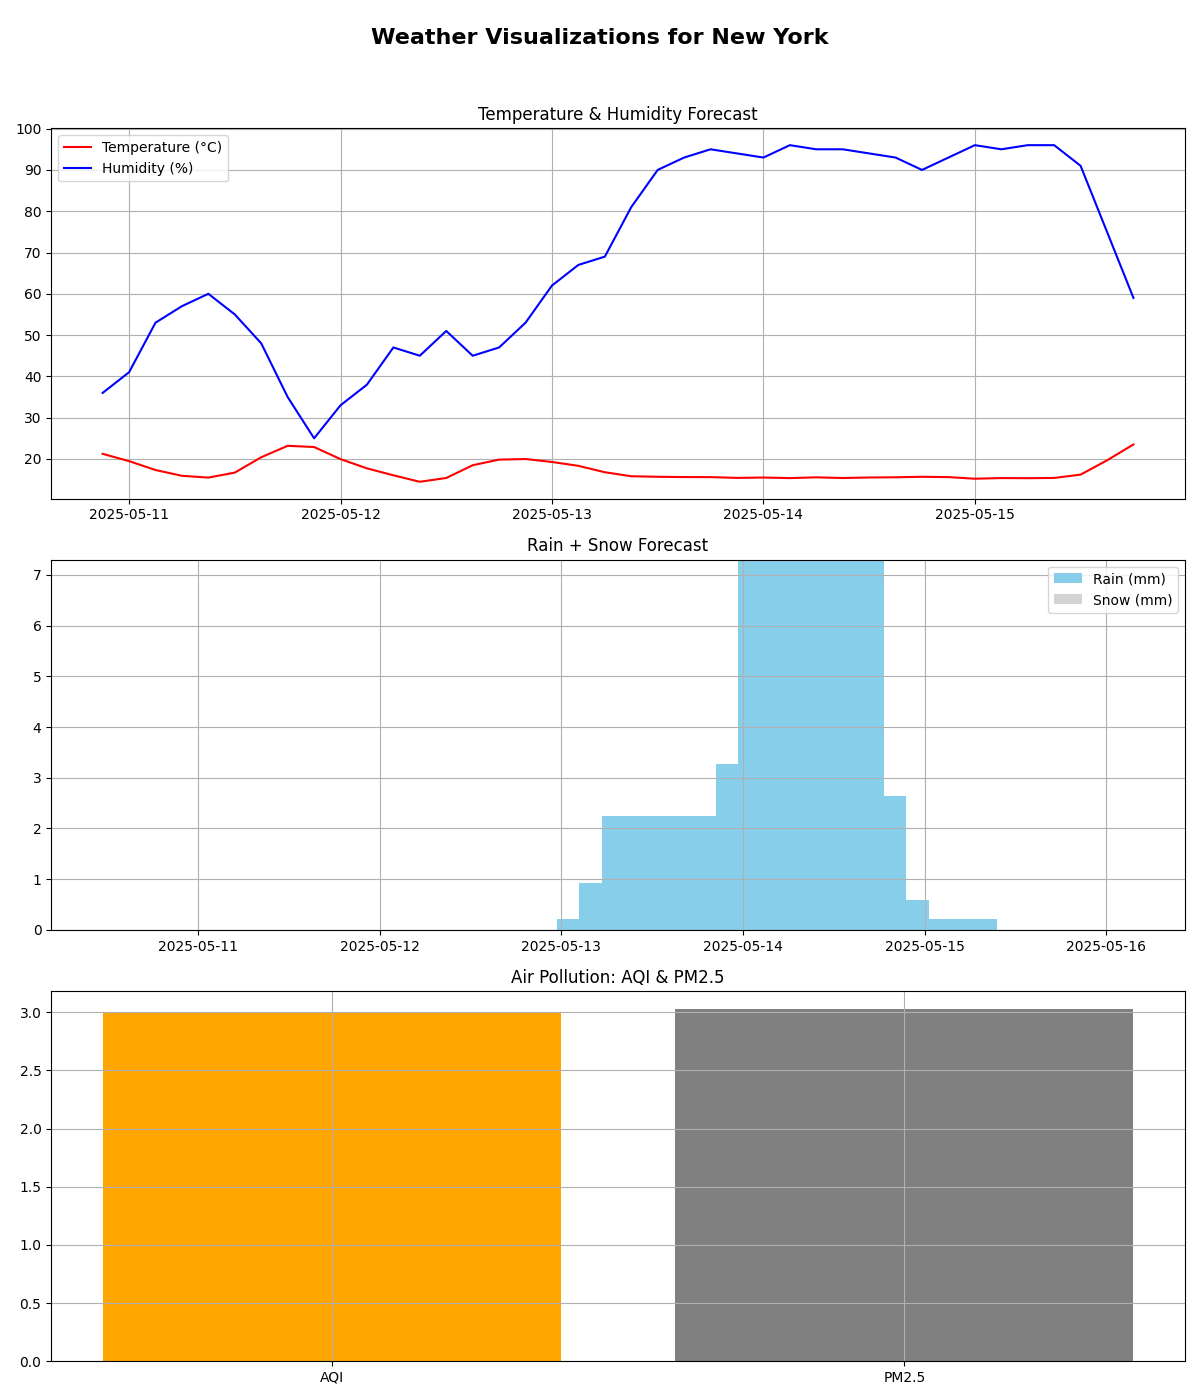 Weather Visualizations for New York
Temperature & Humidity Forecast
100
90
80
70
60
50
40
30
20
Temperature (°C)
Humidity (%)
2025-05-11 2025-05-12 2025-05-13 2025-05-14 2025-05-15
Rain + Snow Forecast
7
6
5
4
3
2
1
0
Rain (mm)
Snow (mm)
2025-05-11 2025-05-12 2025-05-13 2025-05-14 2025-05-15 2025-05-16
Air Pollution: AQI & PM2.5
3.0
2.5
2.0
1.5
1.0
0.5
0.0
AQI PM2.5